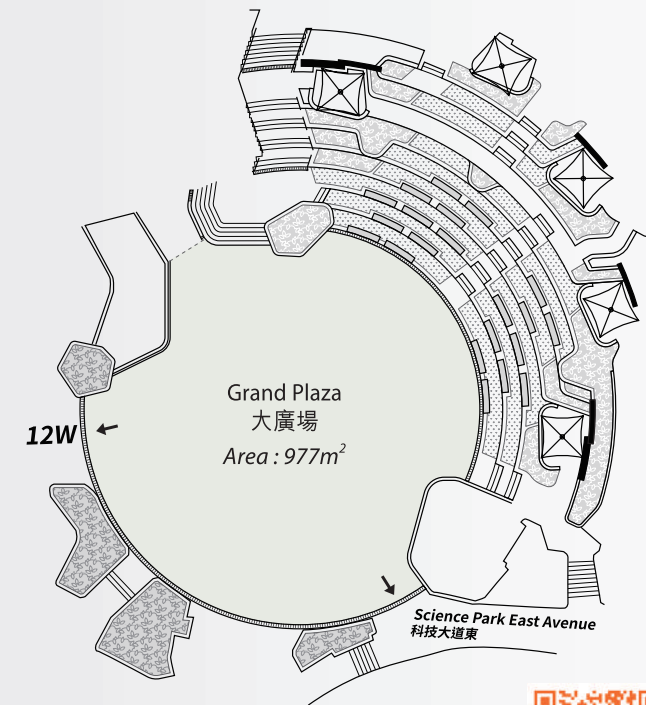 Grand Plaza
大廣場
Area : 977m²
12W
Science Park East Avenue
科技大道東